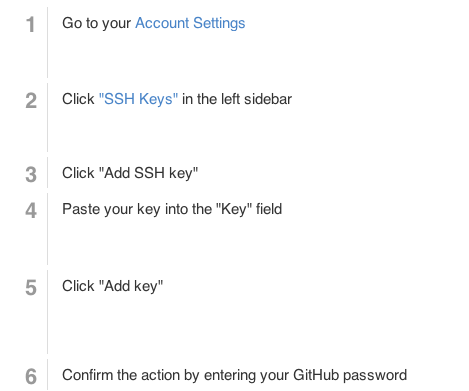 1 Go to your Account Settings
2 Click "SSH Keys" in the left sidebar
3 Click "Add SSH key"
4 Paste your key into the "Key" field
5 Click "Add key"
6 Confirm the action by entering your GitHub password